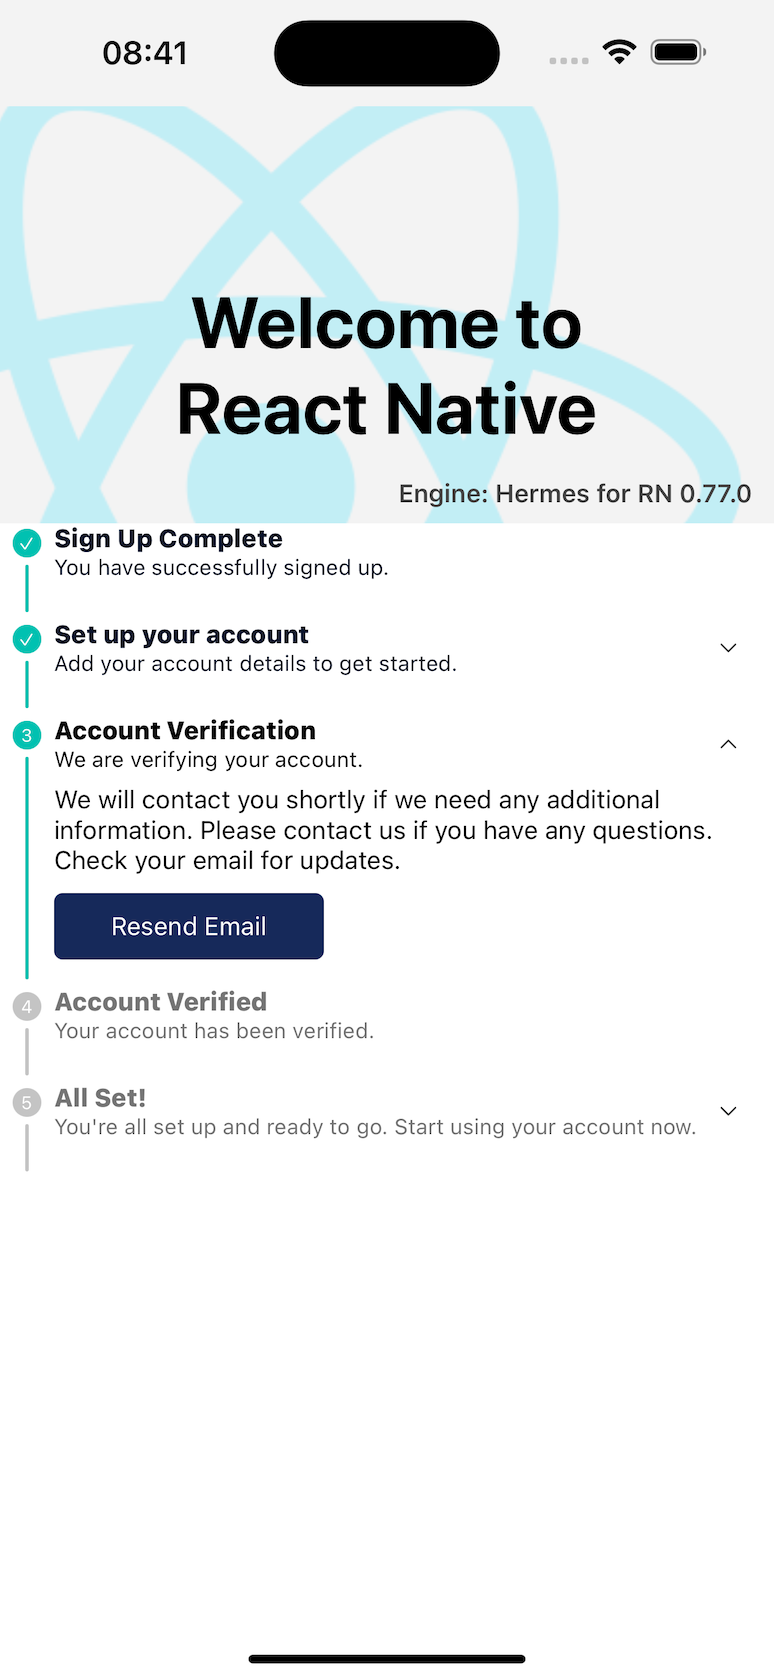 08:41
Welcome to
React Native
Engine: Hermes for RN 0.77.0
Sign Up Complete
You have successfully signed up.
Set up your account
Add your account details to get started.
3 Account Verification
We are verifying your account.
We will contact you shortly if we need any additional
information. Please contact us if you have any questions.
Check your email for updates.
Resend Email
4 Account Verified
Your account has been verified.
5 All Set!
You're all set up and ready to go. Start using your account now.